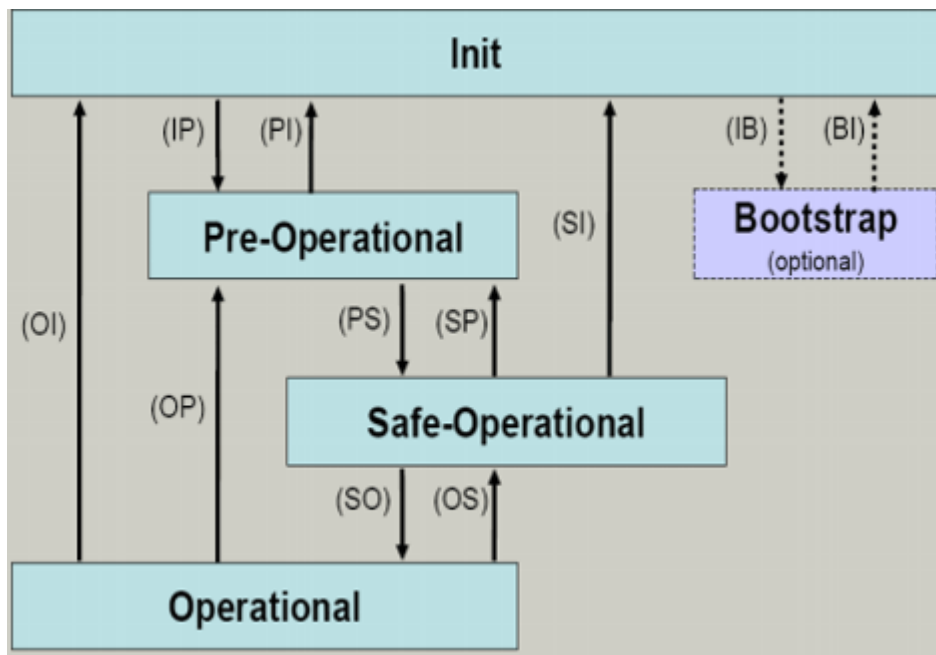 Init
(IP)
(PI)
(IB)
(BI)
Pre-Operational
(SI)
Bootstrap
(optional)
(OI)
(PS)
(SP)
(OP)
Safe-Operational
(SO)
(OS)
Operational